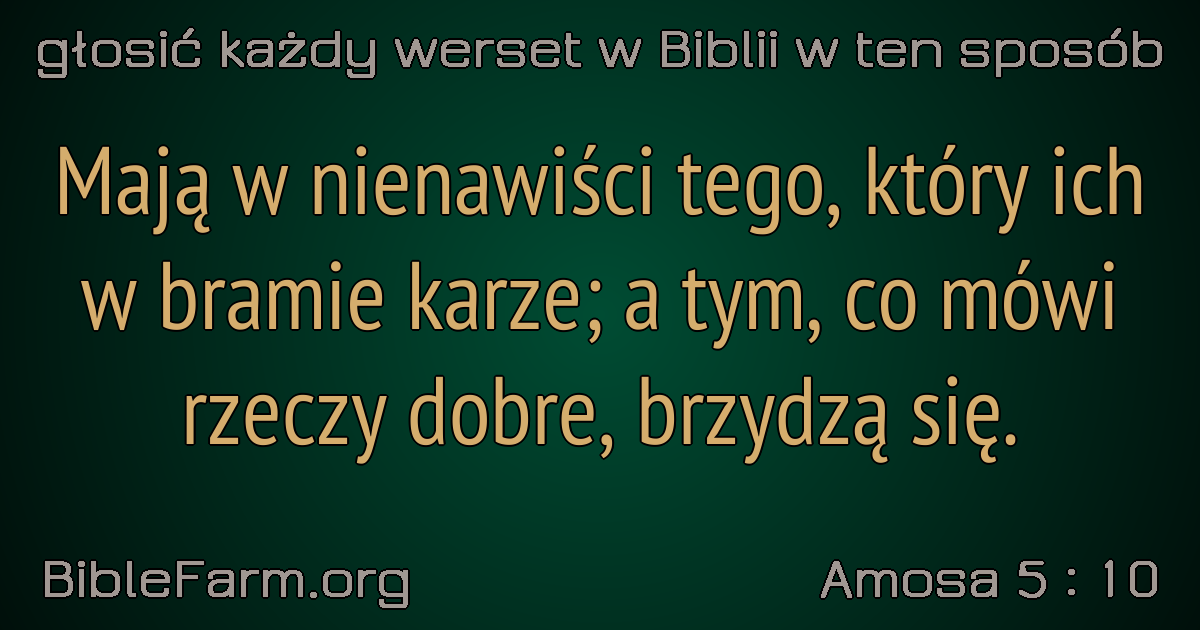 głosić każdy werset w Biblii w ten sposób
Mają w nienawiści tego, który ich
w bramie karze; a tym, co mówi
rzeczy dobre, brzydzą się.
BibleFarm.org
Amosa 5 : 10